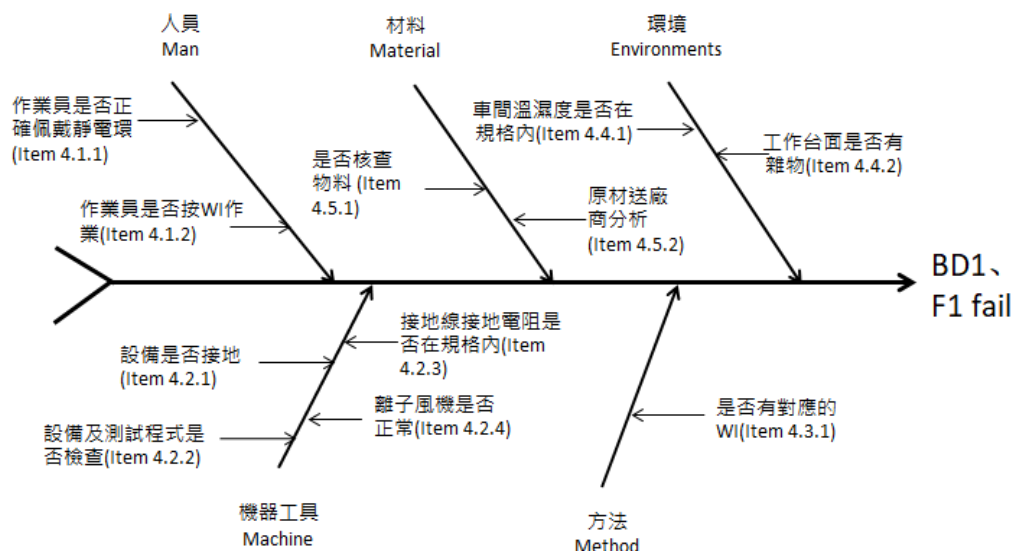 人員
Man
材料
Material
環境
Environments
作業員是否正
確佩戴靜電環
(Item 4.1.1)
作業員是否按WI作
業(Item 4.1.2)
是否核查
物料 (Item
4.5.1)
原材送廠
商分析
(Item 4.5.2)
車間溫濕度是否在
規格內(Item 4.4.1)
工作台面是否有
雜物(Item 4.4.2)
BD1、
F1 fail
設備是否接地
(Item 4.2.1)
設備及測試程式是
否檢查(Item 4.2.2)
接地線接地電阻是
否在規格內(Item
4.2.3)
離子風機是否
正常(Item 4.2.4)
是否有對應的
WI(Item 4.3.1)
機器工具
Machine
方法
Method